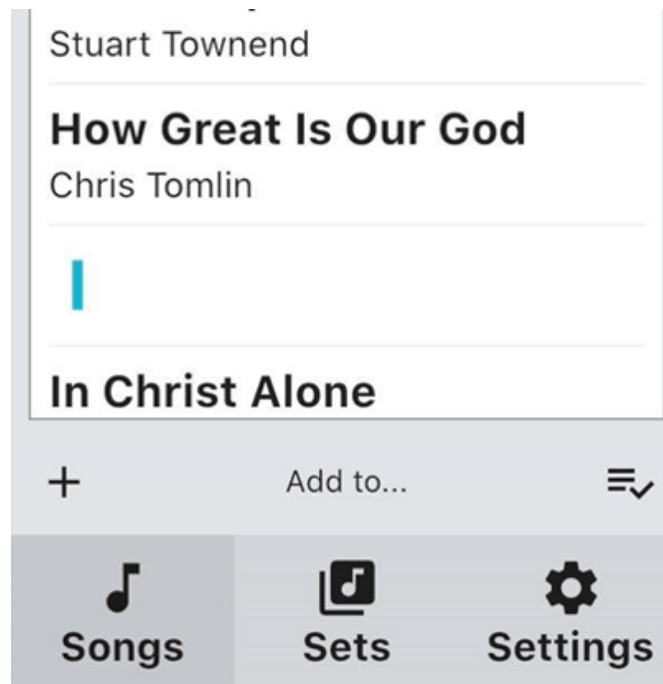 Stuart Townend
How Great Is Our God
Chris Tomlin
I
In Christ Alone
Add to...
Songs Sets Settings